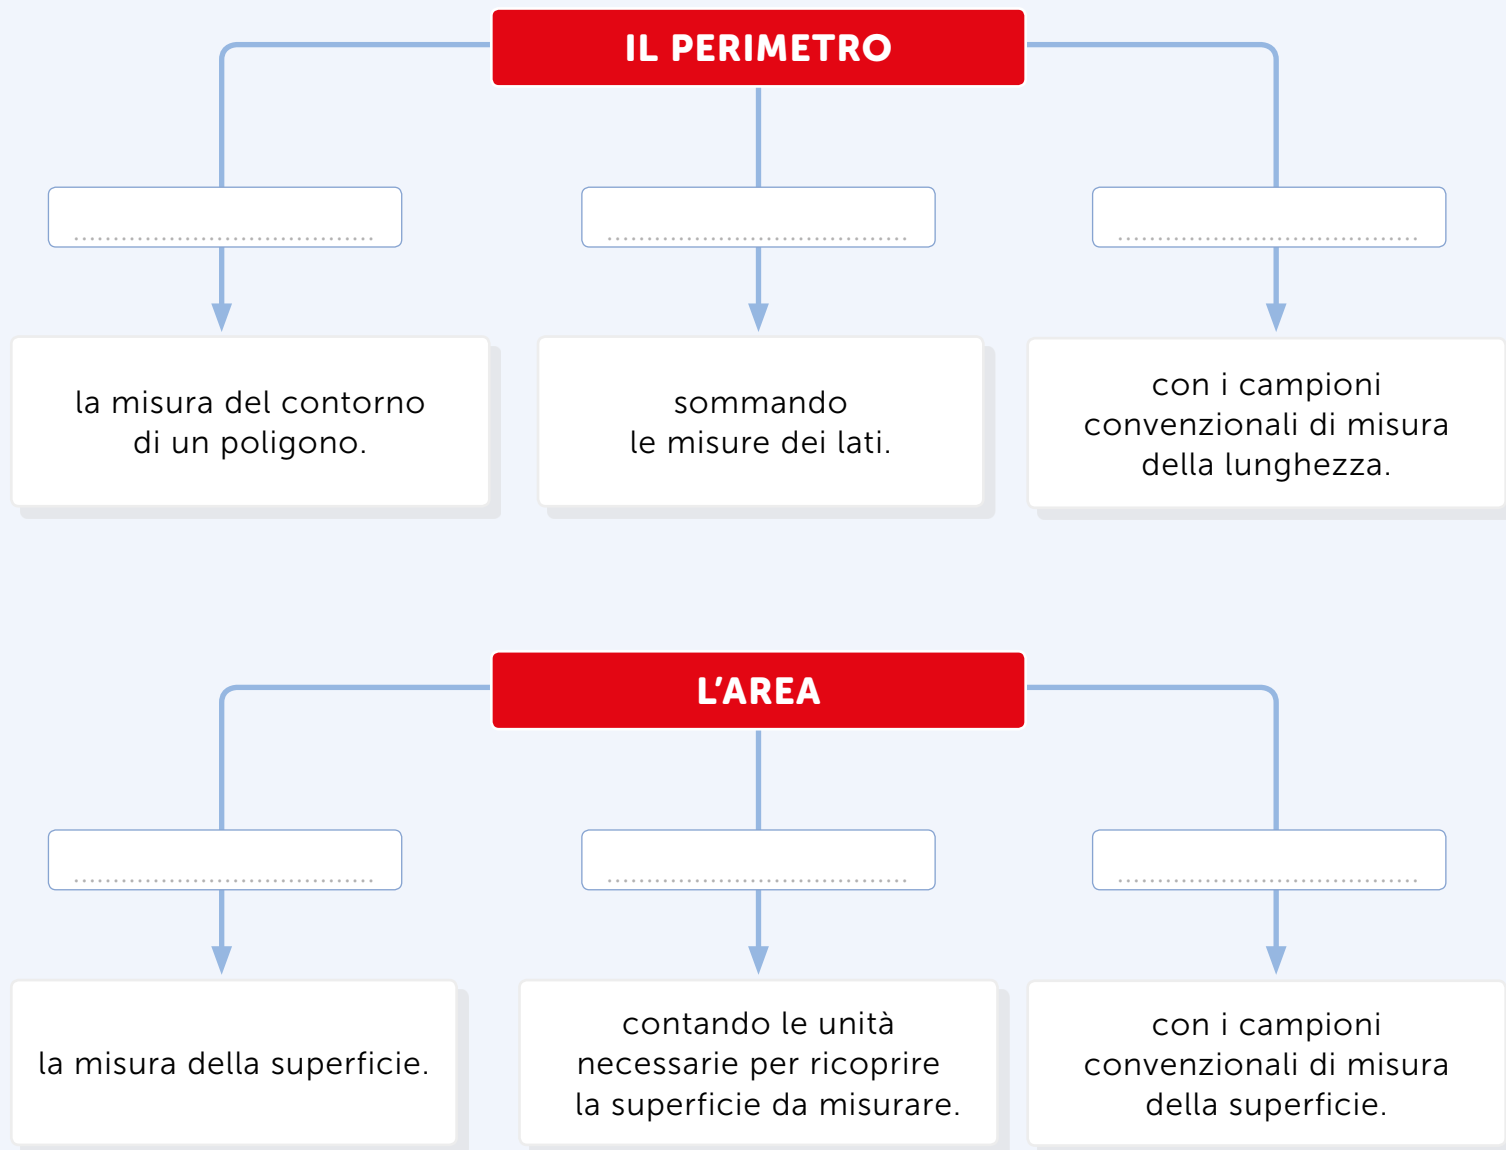 IL PERIMETRO
la misura del contorno
di un poligono.
sommando
le misure dei lati.
con i campioni
convenzionali di misura
della lunghezza.
L’AREA
la misura della superficie.
contando le unità
necessarie per ricoprire
la superficie da misurare.
con i campioni
convenzionali di misura
della superficie.